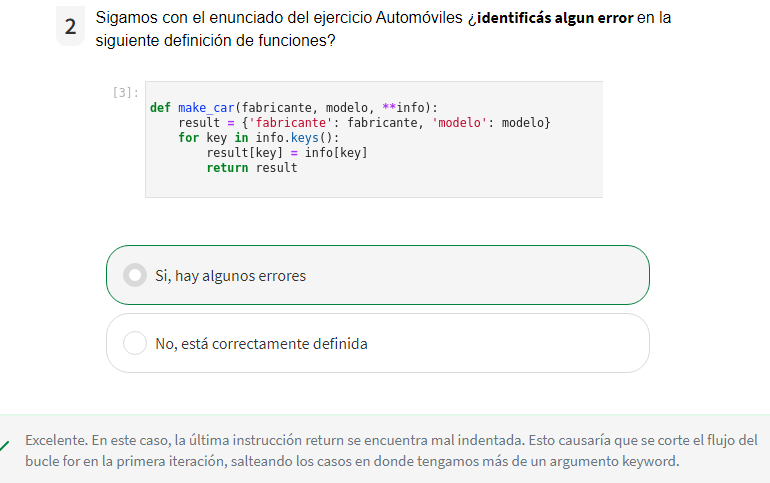 2
Sigamos con el enunciado del ejercicio Automóviles ¿identificás algun error en la
siguiente definición de funciones?
[3]:
def make_car(fabricante, modelo, **info):
    result = {'fabricante': fabricante, 'modelo': modelo}
    for key in info.keys():
        result[key] = info[key]
        return result
Si, hay algunos errores
No, está correctamente definida
Excelente. En este caso, la última instrucción return se encuentra mal indentada. Esto causaría que se corte el flujo del
bucle for en la primera iteración, salteando los casos en donde tengamos más de un argumento keyword.